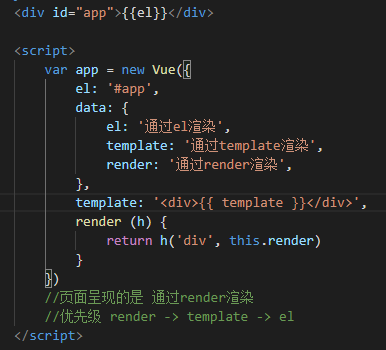 <div id="app">{{el}}</div>
<script>
var app = new Vue({
el: '#app',
data: {
el: '通过el渲染',
template: '通过template渲染',
render: '通过render渲染',
},
template: '<div>{{ template }}</div>',
render (h) {
return h('div', this.render)
}
})
//页面呈现的是 通过render渲染
//优先级 render -> template -> el
</script>